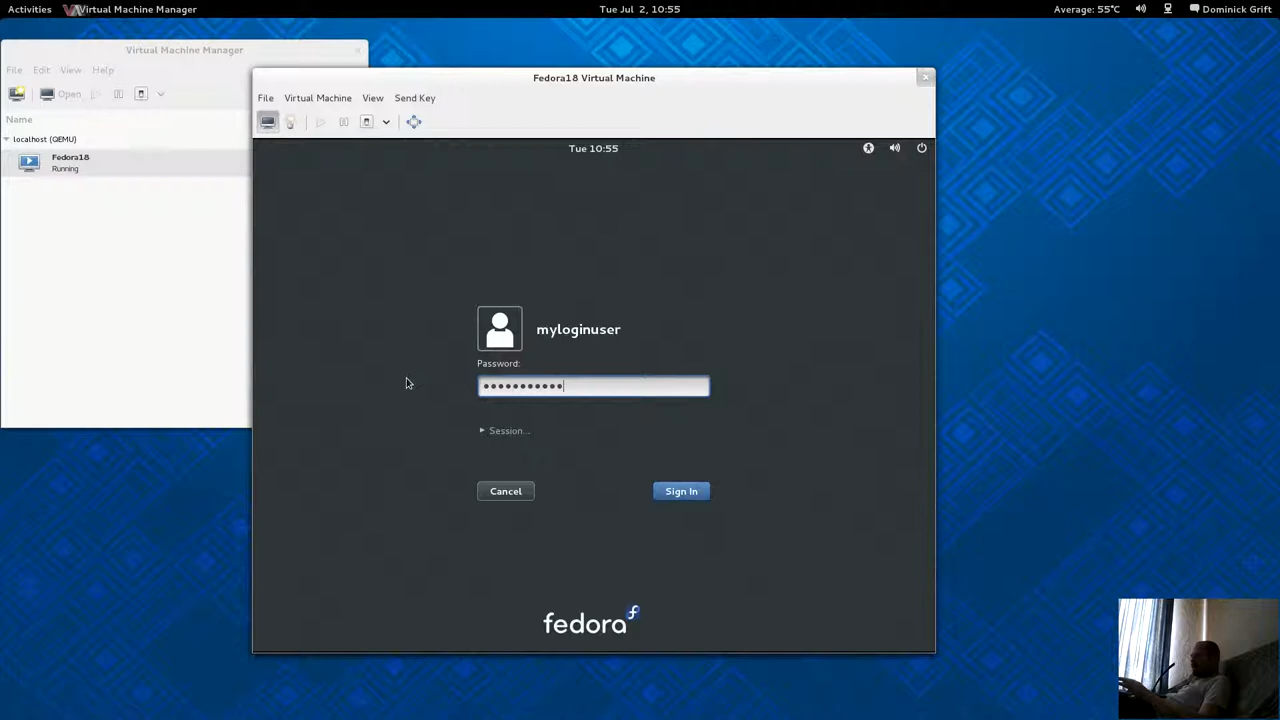 Activities Virtual Machine Manager Tue Jul 2, 10:55 Average: 55°C Dominick Grift
Virtual Machine Manager
File Edit View Help
Open
Name
localhost (QEMU)
Fedora18
Running
Fedora18 Virtual Machine
File Virtual Machine View Send Key
Tue 10:55
myloginuser
Password:
Session...
Cancel Sign In
fedora